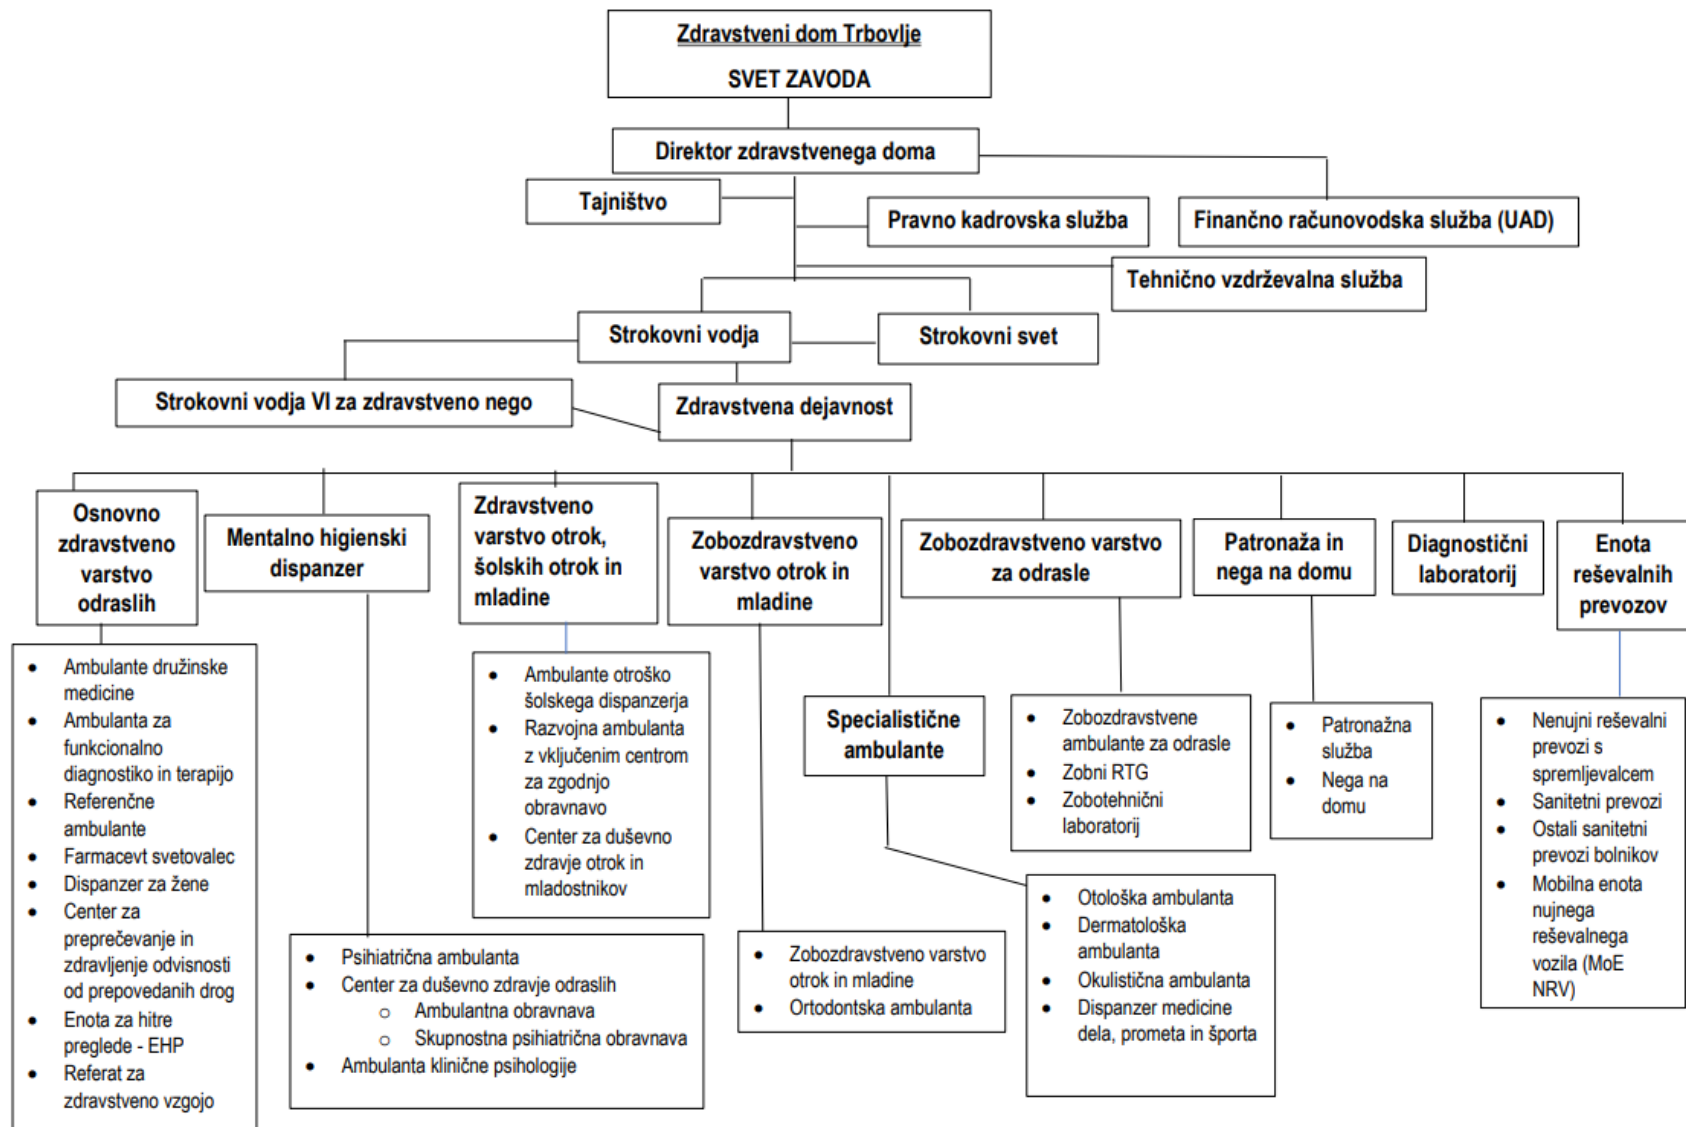 Zdravstveni dom Trbovlje
SVET ZAVODA
Direktor zdravstvenega doma
Tajništvo
Pravno kadrovska služba
Finančno računovodska služba (UAD)
Tehnično vzdrževalna služba
Strokovni vodja
Strokovni svet
Strokovni vodja VI za zdravstveno nego
Zdravstvena dejavnost
Osnovno
zdravstveno
varstvo
odraslih
Mentalno higienski
dispanzer
Zdravstveno
varstvo otrok,
šolskih otrok in
mladine
Zobozdravstveno
varstvo otrok in
mladine
Zobozdravstveno varstvo
za odrasle
Patronaža in
nega na domu
Diagnostični
laboratorij
Enota
reševalnih
prevozov
• Ambulante družinske
medicine
• Ambulanta za
funkcionalno
diagnostiko in terapijo
• Referenčne
ambulante
• Farmacevt svetovalec
• Dispanzer za žene
• Center za
preprečevanje in
zdravljenje odvisnosti
od prepovedanih drog
• Enota za hitre
preglede - EHP
• Referat za
zdravstveno vzgojo
• Psihiatrična ambulanta
• Center za duševno zdravje odraslih
o Ambulantna obravnava
o Skupnostna psihiatrična obravnava
• Ambulanta klinične psihologije
• Ambulante otroško
šolskega dispanzerja
• Razvojna ambulanta
z vključenim centrom
za zgodnjo
obravnavo
• Center za duševno
zdravje otrok in
mladostnikov
• Zobozdravstveno varstvo
otrok in mladine
• Ortodontska ambulanta
Specialistične
ambulante
• Otološka ambulanta
• Dermatološka
ambulanta
• Okulistična ambulanta
• Dispanzer medicine
dela, prometa in športa
• Zobozdravstvene
ambulante za odrasle
• Zobni RTG
• Zobotehnični
laboratorij
• Patronažna
služba
• Nega na
domu
• Nenujni reševalni
prevozi s
spremljevalcem
• Sanitetni prevozi
• Ostali sanitetni
prevozi bolnikov
• Mobilna enota
nujnega
reševalnega
vozila (MoE
NRV)